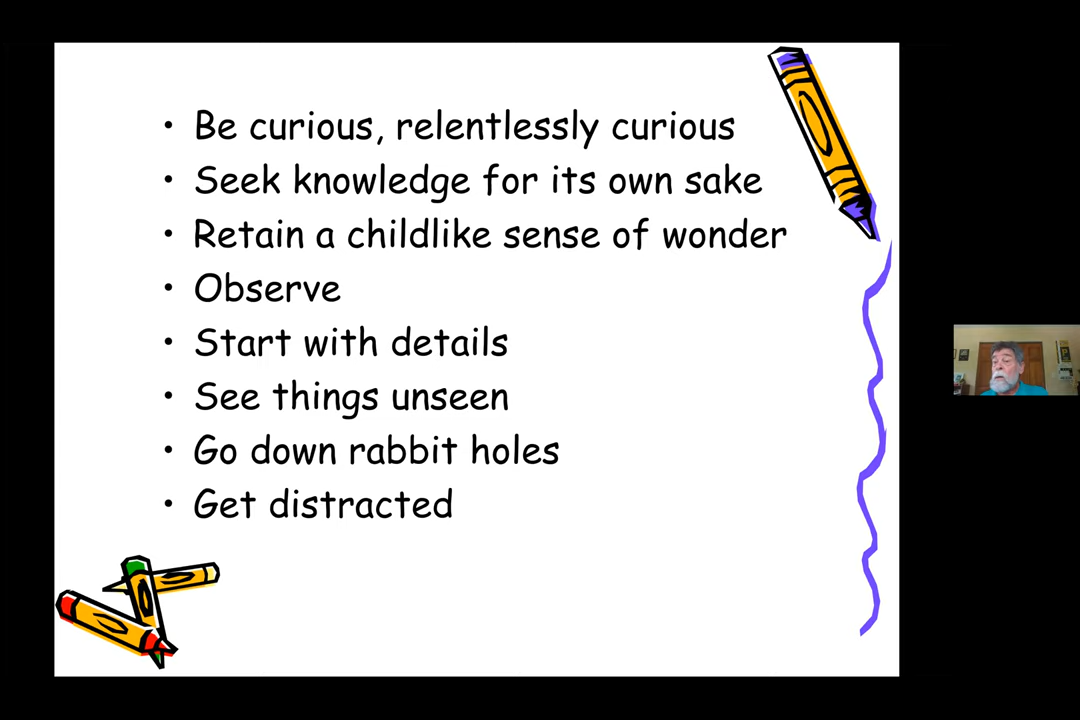 • Be curious, relentlessly curious
• Seek knowledge for its own sake
• Retain a childlike sense of wonder
• Observe
• Start with details
• See things unseen
• Go down rabbit holes
• Get distracted